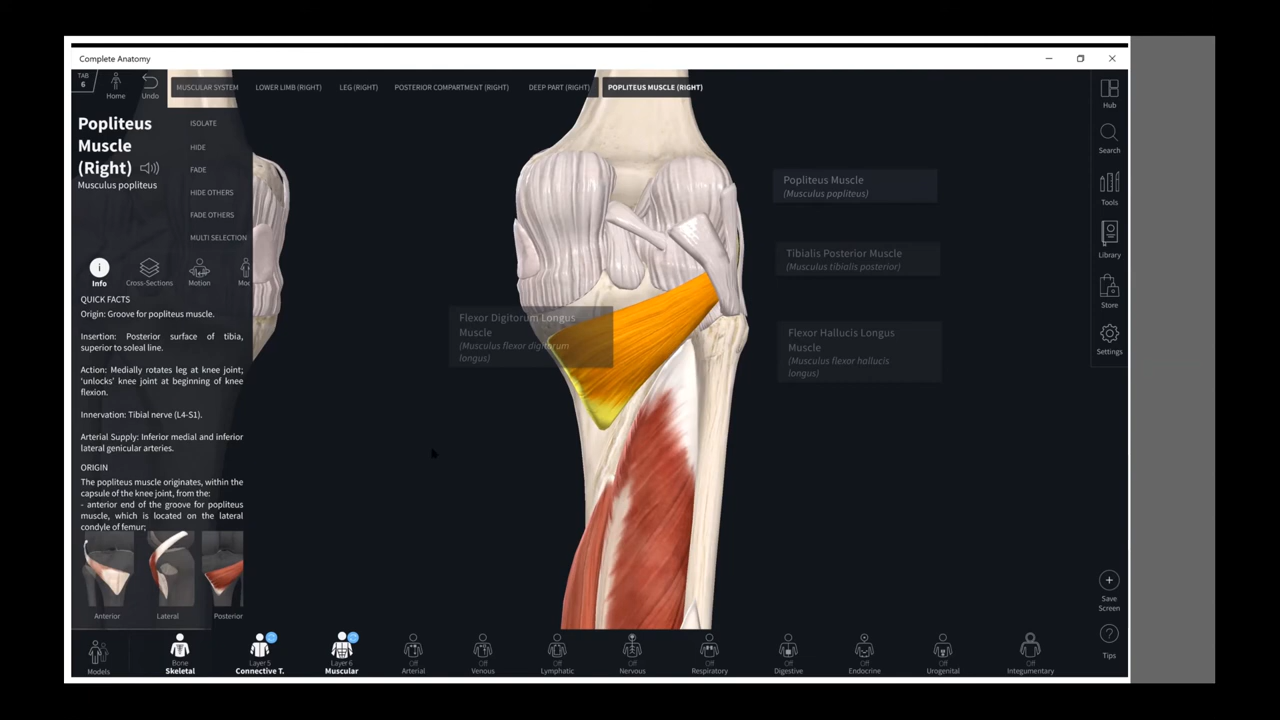 Complete Anatomy
TAB
6
Home
Undo
MUSCULAR SYSTEM
LOWER LIMB (RIGHT)
LEG (RIGHT)
POSTERIOR COMPARTMENT (RIGHT)
DEEP PART (RIGHT)
POPLITEUS MUSCLE (RIGHT)
Popliteus
Muscle
(Right)
Musculus popliteus
ISOLATE
HIDE
FADE
HIDE OTHERS
FADE OTHERS
MULTI SELECTION
Info
Cross-Sections
Motion
QUICK FACTS
Origin: Groove for popliteus muscle.
Insertion: Posterior surface of tibia,
superior to soleal line.
Action: Medially rotates leg at knee joint;
'unlocks' knee joint at beginning of knee
flexion.
Innervation: Tibial nerve (L4-S1).
Arterial Supply: Inferior medial and inferior
lateral genicular arteries.
ORIGIN
The popliteus muscle originates, within the
capsule of the knee joint, from the:
- anterior end of the groove for popliteus
muscle, which is located on the lateral
condyle of femur;
Anterior
Lateral
Posterior
Flexor Digitorum Longus
Muscle
(Musculus flexor digitorum
longus)
Popliteus Muscle
(Musculus popliteus)
Tibialis Posterior Muscle
(Musculus tibialis posterior)
Flexor Hallucis Longus
Muscle
(Musculus flexor hallucis
longus)
Hub
Search
Tools
Library
Store
Settings
Save
Screen
Tips
Models
Bone
Skeletal
Layer 5
Connective T.
Layer 6
Muscular
Off
Arterial
Off
Venous
Off
Lymphatic
Off
Nervous
Off
Respiratory
Off
Digestive
Off
Endocrine
Off
Urogenital
Off
Integumentary